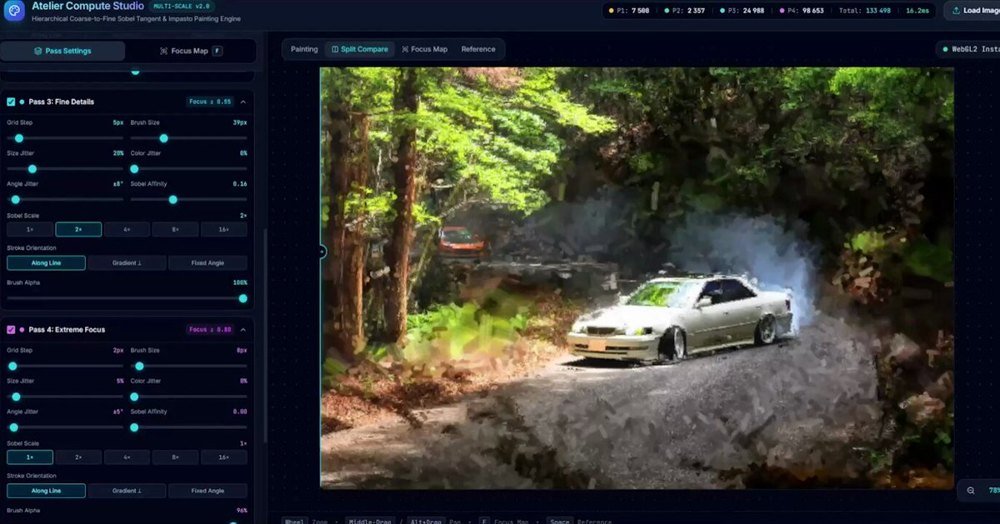 Atelier Compute Studio MULTI-SCALE v2.0
Hierarchical Coarse-to-Fine Sobel Tangent & Impasto Painting Engine
P1: 7 508 P2: 2 357 P3: 24 988 P4: 98 653 Total: 133 498 16.2ms
Load Image
Pass Settings
Focus Map F
Painting Split Compare Focus Map Reference
WebGL2 Insta
Pass 3: Fine Details Focus ≥ 0.55
Grid Step 5px Brush Size 39px
Size Jitter 20% Color Jitter 0%
Angle Jitter ±8° Sobel Affinity 0.16
Sobel Scale 2×
1× 2× 4× 8× 16×
Stroke Orientation
Along Line Gradient ⊥ Fixed Angle
Brush Alpha 100%
Pass 4: Extreme Focus Focus ≥ 0.80
Grid Step 2px Brush Size 8px
Size Jitter 5% Color Jitter 0%
Angle Jitter ±5° Sobel Affinity 0.00
Sobel Scale 1×
1× 2× 4× 8× 16×
Stroke Orientation
Along Line Gradient ⊥ Fixed Angle
Brush Alpha 96%
78%
Wheel Zoom • Middle-Drag / Alt+Drag Pan • F Focus Map • Space Reference